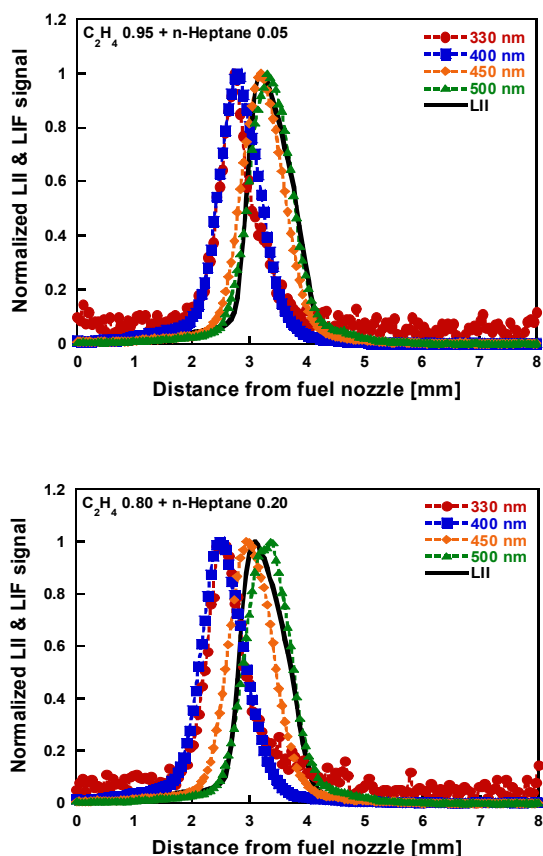 C2H4 0.95 + n-Heptane 0.05
330 nm
400 nm
450 nm
500 nm
LII
Normalized LII & LIF signal
1.2
1
0.8
0.6
0.4
0.2
0
0 1 2 3 4 5 6 7 8
Distance from fuel nozzle [mm]
C2H4 0.80 + n-Heptane 0.20
330 nm
400 nm
450 nm
500 nm
LII
Normalized LII & LIF signal
1.2
1
0.8
0.6
0.4
0.2
0
0 1 2 3 4 5 6 7 8
Distance from fuel nozzle [mm]